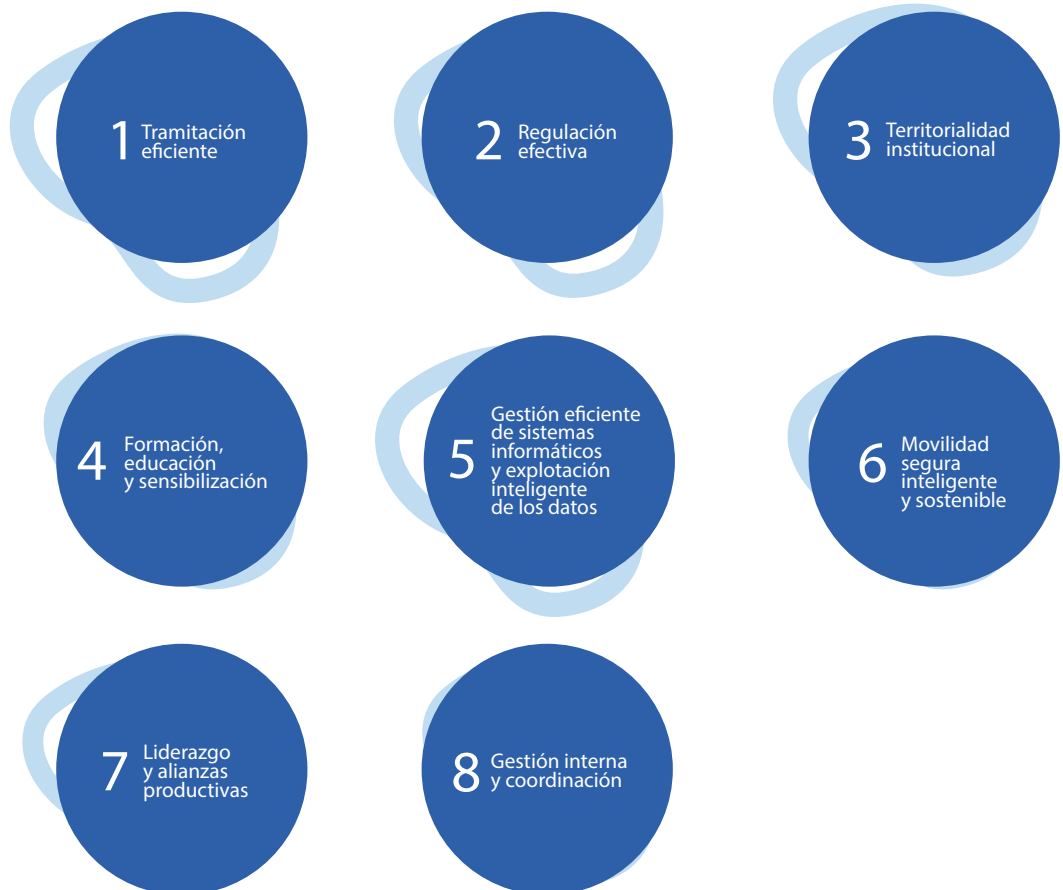 1 Tramitación
eficiente
2 Regulación
efectiva
3 Territorialidad
institucional
4 Formación,
educación
y sensibilización
5 Gestión eficiente
de sistemas
informáticos
y explotación
inteligente
de los datos
6 Movilidad
segura
inteligente
y sostenible
7 Liderazgo
y alianzas
productivas
8 Gestión interna
y coordinación